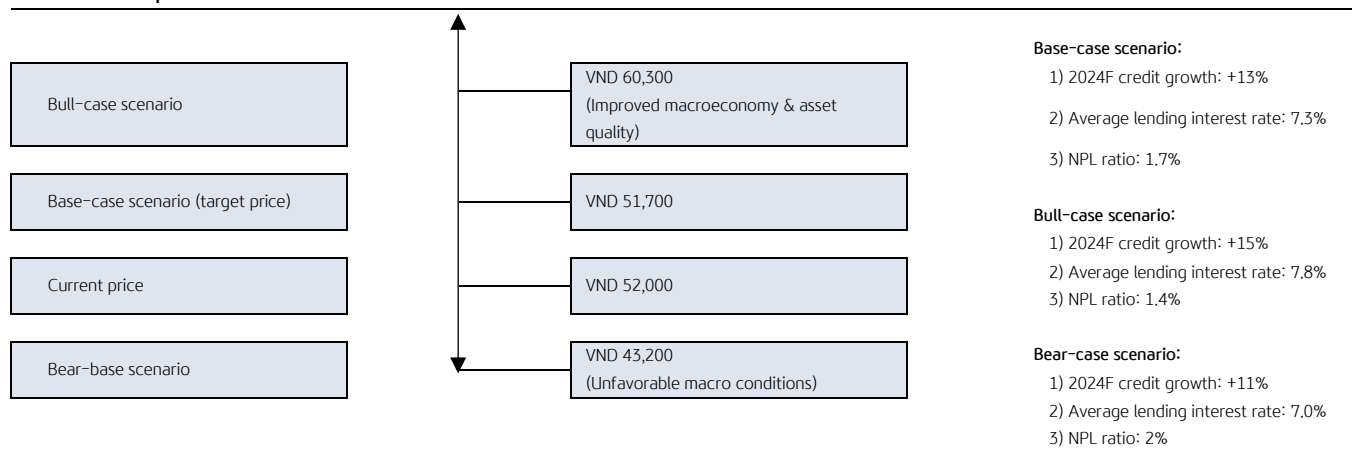 Bull-case scenario
VND 60,300
(Improved macroeconomy & asset
quality)
Base-case scenario (target price)
VND 51,700
Current price
VND 52,000
Bear-base scenario
VND 43,200
(Unfavorable macro conditions)
Base-case scenario:
1) 2024F credit growth: +13%
2) Average lending interest rate: 7.3%
3) NPL ratio: 1.7%
Bull-case scenario:
1) 2024F credit growth: +15%
2) Average lending interest rate: 7.8%
3) NPL ratio: 1.4%
Bear-case scenario:
1) 2024F credit growth: +11%
2) Average lending interest rate: 7.0%
3) NPL ratio: 2%